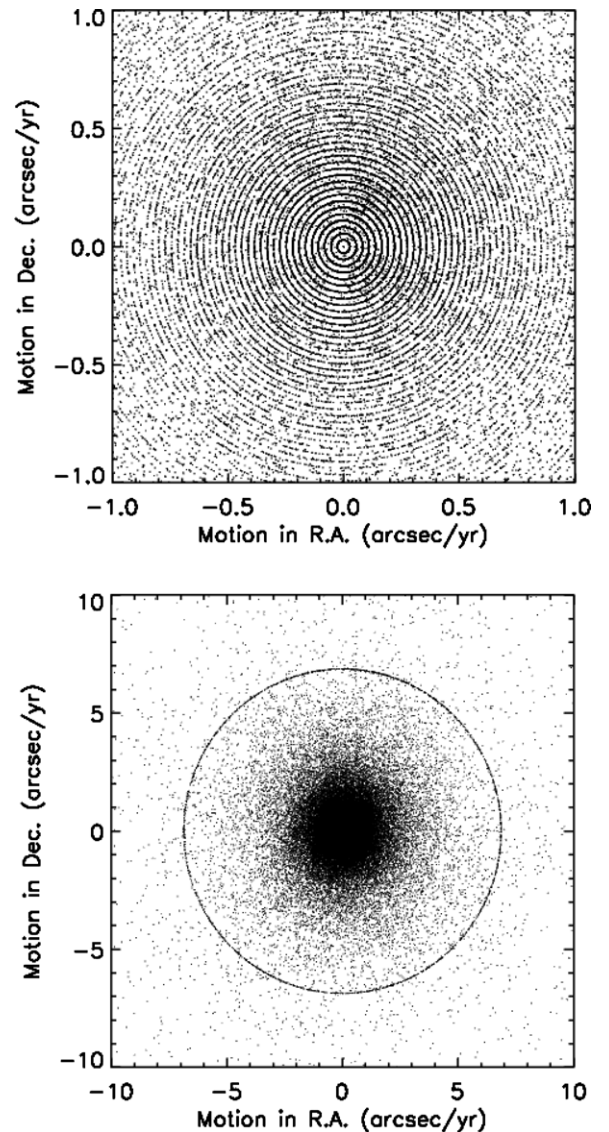 1.0
0.5
0.0
−0.5
−1.0
Motion in Dec. (arcsec/yr)
−1.0 −0.5 0.0 0.5 1.0
Motion in R.A. (arcsec/yr)
10
5
0
−5
−10
Motion in Dec. (arcsec/yr)
−10 −5 0 5 10
Motion in R.A. (arcsec/yr)